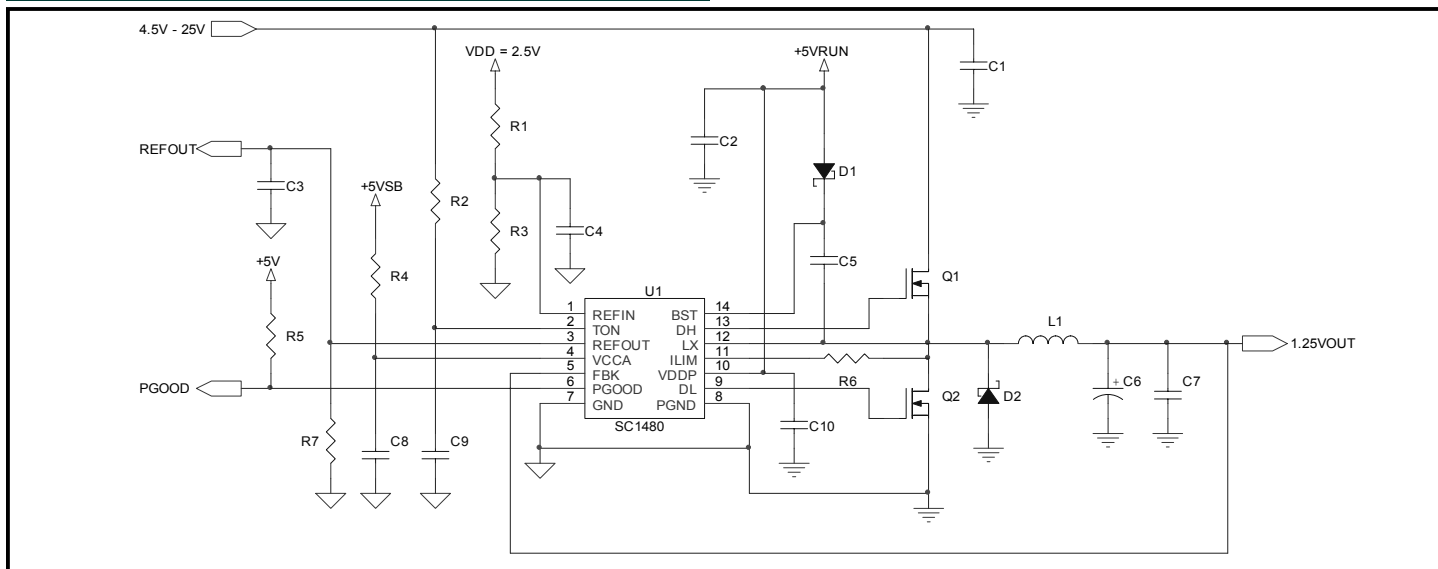 4.5V - 25V
VDD = 2.5V
+5VRUN
C1
R1
C2
REFOUT
D1
C3
+5VSB
R2
R3
C4
C5
+5V
R4
Q1
U1
R5
L1
1 REFIN BST 14
2 TON DH 13
3 REFOUT LX 12
4 VCCA ILIM 11
5 FBK VDDP 10
6 PGOOD DL 9
7 GND PGND 8
SC1480
1.25VOUT
PGOOD
R6
Q2
D2
+ C6
C7
R7
C8
C9
C10